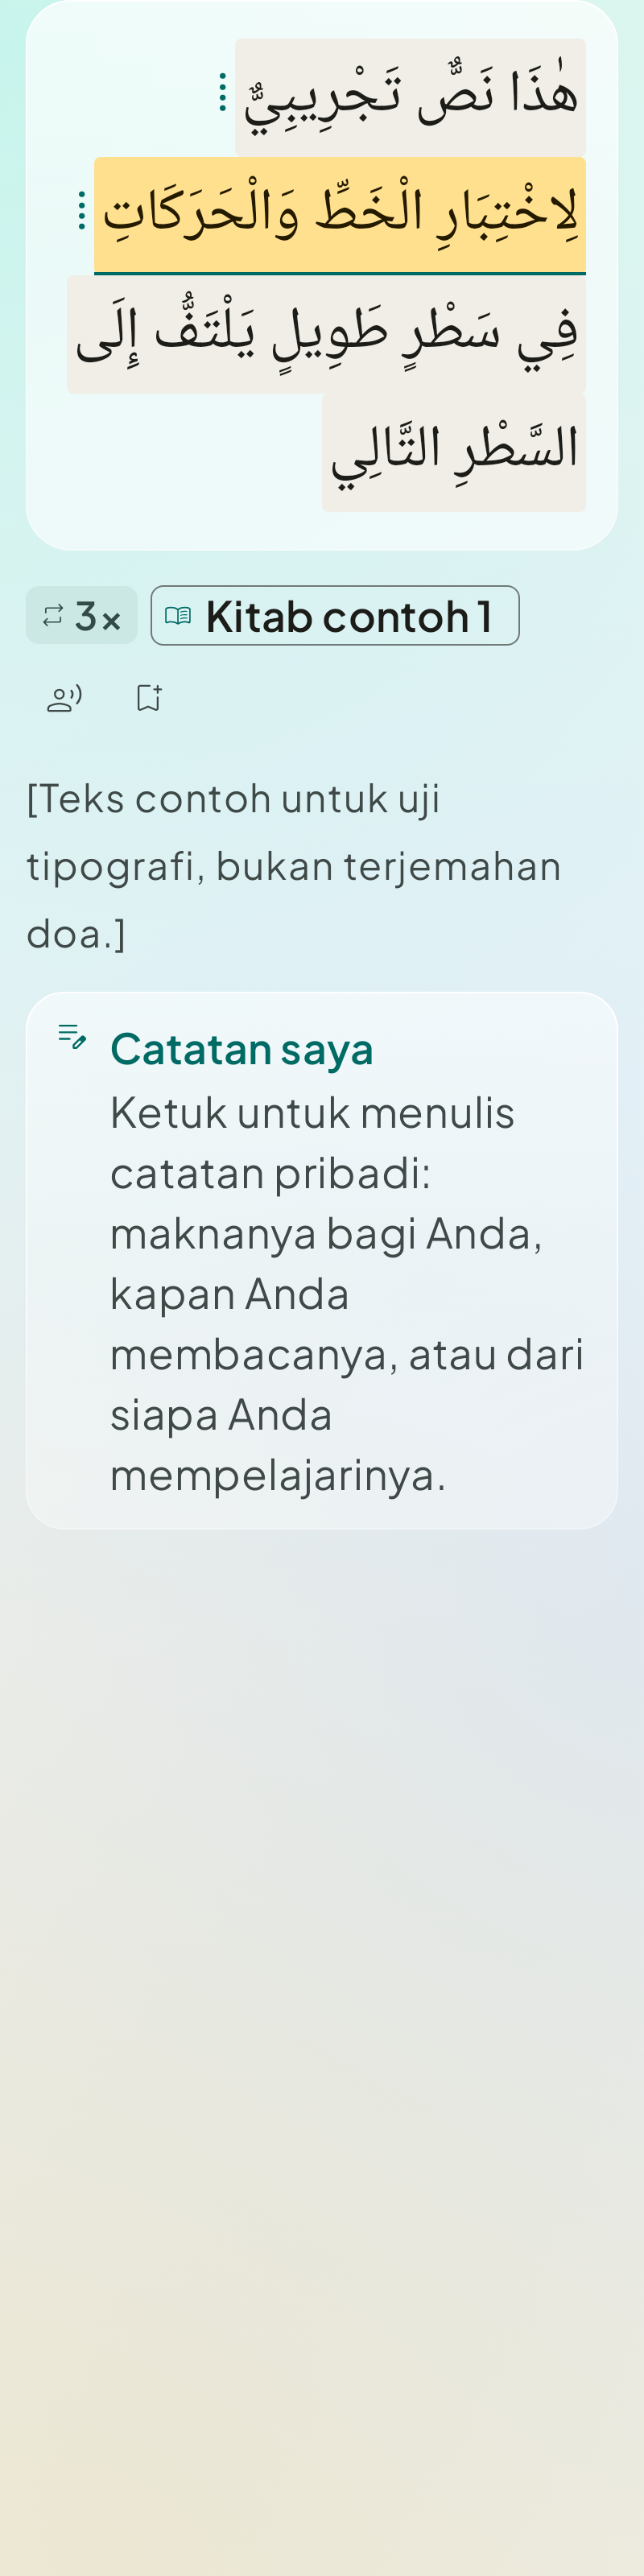 هٰذَا نَصٌّ تَجْرِيبِيٌّ
لِاخْتِبَارِ الْخَطِّ وَالْحَرَكَاتِ
فِي سَطْرٍ طَوِيلٍ يَلْتَفُّ إِلَى
السَّطْرِ التَّالِي
3×
Kitab contoh 1
[Teks contoh untuk uji
tipografi, bukan terjemahan
doa.]
Catatan saya
Ketuk untuk menulis
catatan pribadi:
maknanya bagi Anda,
kapan Anda
membacanya, atau dari
siapa Anda
mempelajarinya.